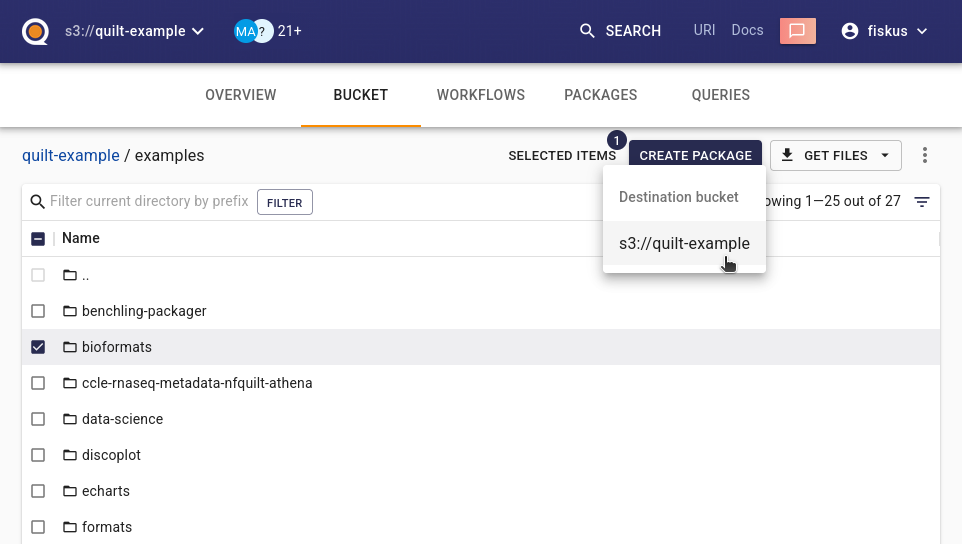 s3://quilt-example
MA
?
21+
SEARCH
URI
Docs
fiskus
OVERVIEW
BUCKET
WORKFLOWS
PACKAGES
QUERIES
quilt-example / examples
SELECTED ITEMS
1
CREATE PACKAGE
GET FILES
Filter current directory by prefix
FILTER
Destination bucket
s3://quilt-example
owing 1—25 out of 27
Name
..
benchling-packager
bioformats
ccle-rnaseq-metadata-nfquilt-athena
data-science
discoplot
echarts
formats